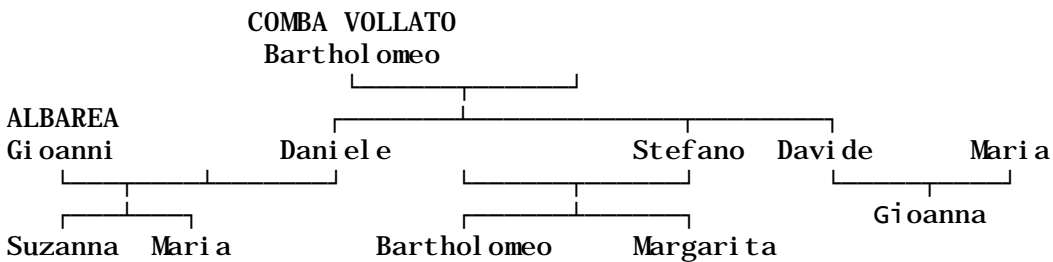 COMBA VOLLATO
Bartholomeo
ALBAREA
Gioanni Daniele Stefano Davide Maria
Gioanna
Suzanna Maria Bartholomeo Margarita